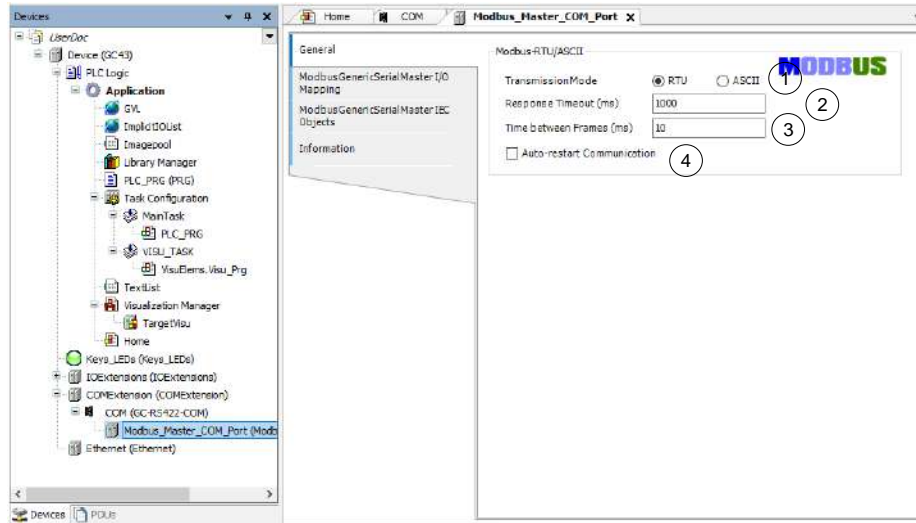 Devices
UserDoc
Device (GC43)
PLC Logic
Application
GVL
ImplicitIOList
Imagepool
Library Manager
PLC_PRG (PRG)
Task Configuration
MainTask
PLC_PRG
VISU_TASK
VisuElems.Visu_Prg
TextList
Visualization Manager
TargetVisu
Home
Keys_LEDs (Keys_LEDs)
IOExtensions (IOExtensions)
COMExtension (COMExtension)
COM (GC-RS422-COM)
Modbus_Master_COM_Port (Modb
Ethernet (Ethernet)
Devices
POUs
Home
COM
Modbus_Master_COM_Port
General
ModbusGenericSerialMaster I/O
Mapping
ModbusGenericSerialMaster IEC
Objects
Information
Modbus-RTU/ASCII
MODBUS
Transmission Mode RTU ASCII 1
Response Timeout (ms) 1000 2
Time between Frames (ms) 10 3
Auto-restart Communication 4